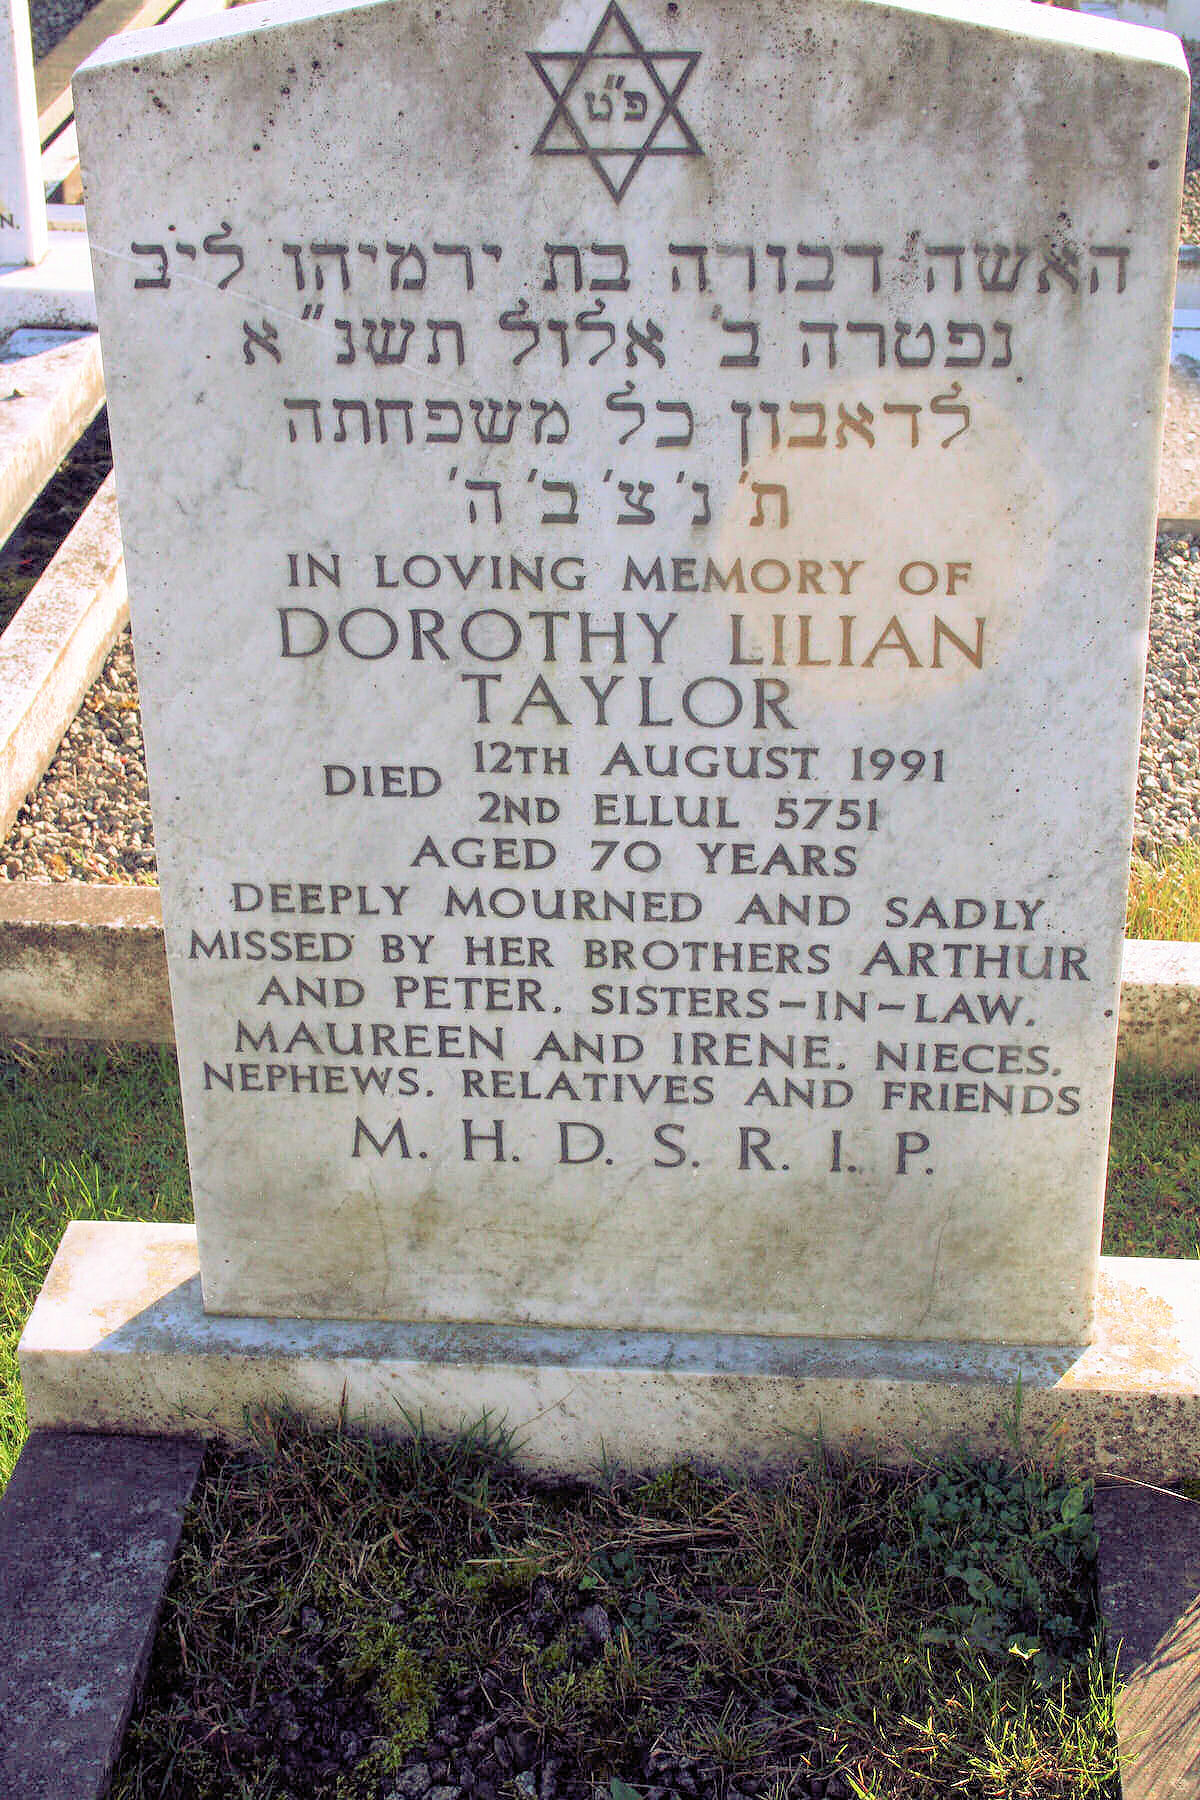 פ"ט
האשה דבורה בת ירמיהו ליב
נפטרה ב' אלול תשנ"א
לדאבון כל משפחתה
ת' נ' צ' ב' ה'
IN LOVING MEMORY OF
DOROTHY LILIAN
TAYLOR
DIED 12TH AUGUST 1991
2ND ELLUL 5751
AGED 70 YEARS
DEEPLY MOURNED AND SADLY
MISSED BY HER BROTHERS ARTHUR
AND PETER. SISTERS-IN-LAW.
MAUREEN AND IRENE. NIECES.
NEPHEWS. RELATIVES AND FRIENDS
M. H. D. S. R. I. P.
N.